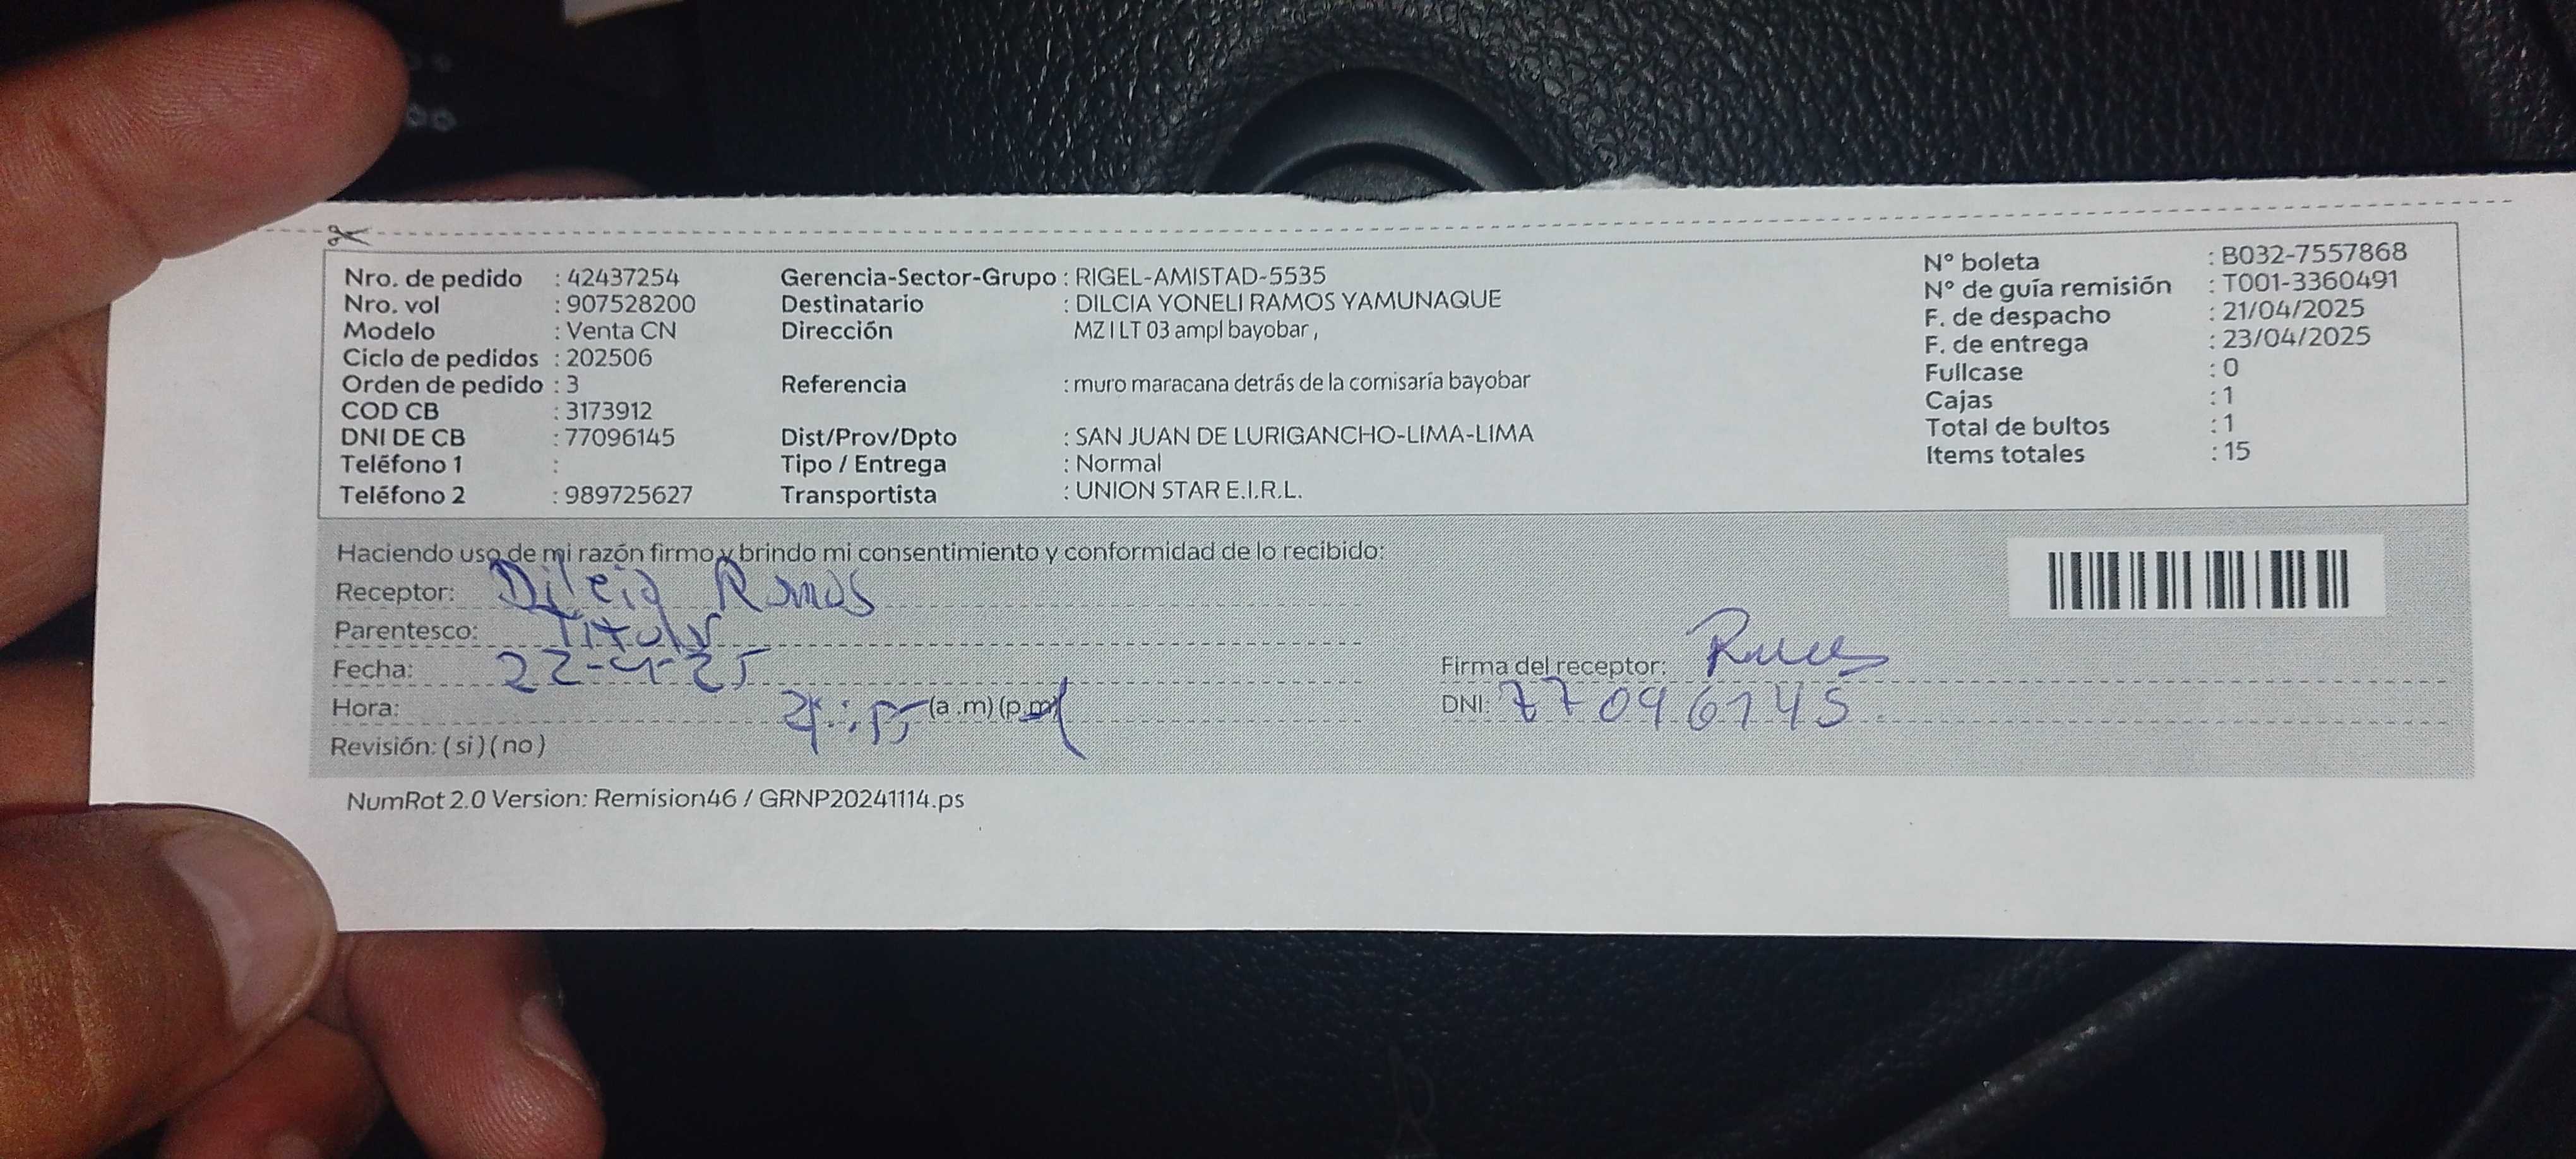 Nro. de pedido : 42437254
Nro. vol : 907528200
Modelo : Venta CN
Ciclo de pedidos : 202506
Orden de pedido : 3
COD CB : 3173912
DNI DE CB : 77096145
Teléfono 1 :
Teléfono 2 : 989725627
Gerencia-Sector-Grupo : RIGEL-AMISTAD-5535
Destinatario : DILCIA YONELI RAMOS YAMUNAQUE
Dirección MZ I LT 03 ampl bayobar ,
Referencia : muro maracana detrás de la comisaría bayobar
Dist/Prov/Dpto : SAN JUAN DE LURIGANCHO-LIMA-LIMA
Tipo / Entrega : Normal
Transportista : UNION STAR E.I.R.L.
N° boleta : B032-7557868
N° de guía remisión : T001-3360491
F. de despacho : 21/04/2025
F. de entrega : 23/04/2025
Fullcase : 0
Cajas : 1
Total de bultos : 1
Items totales : 15
Haciendo uso de mi razón firmo y brindo mi consentimiento y conformidad de lo recibido:
Receptor: Dilcia Ramos
Parentesco: Titular
Fecha: 22-4-25
Hora: (a .m) (p.m)
Revisión: ( si ) ( no )
Firma del receptor:
DNI: 77096145
NumRot 2.0 Version: Remision46 / GRNP20241114.ps